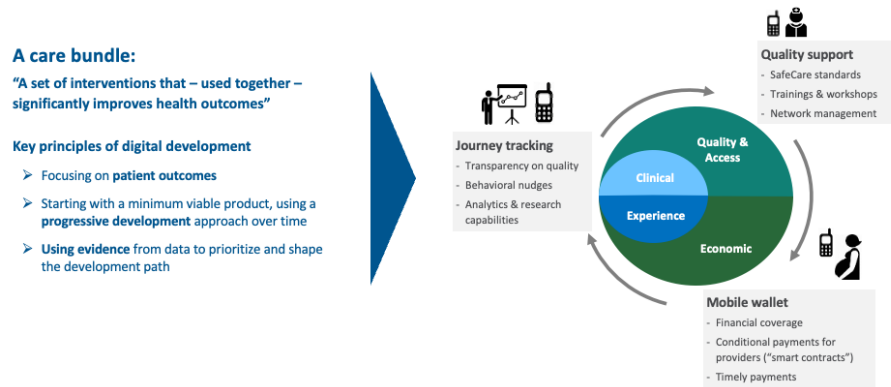 A care bundle:
“A set of interventions that – used together –
significantly improves health outcomes”
Key principles of digital development
➢ Focusing on patient outcomes
➢ Starting with a minimum viable product, using a
progressive development approach over time
➢ Using evidence from data to prioritize and shape
the development path
Journey tracking
- Transparency on quality
- Behavioral nudges
- Analytics & research
capabilities
Quality support
- SafeCare standards
- Trainings & workshops
- Network management
Quality &
Access
Clinical
Experience
Economic
Mobile wallet
- Financial coverage
- Conditional payments for
providers (“smart contracts”)
- Timely payments